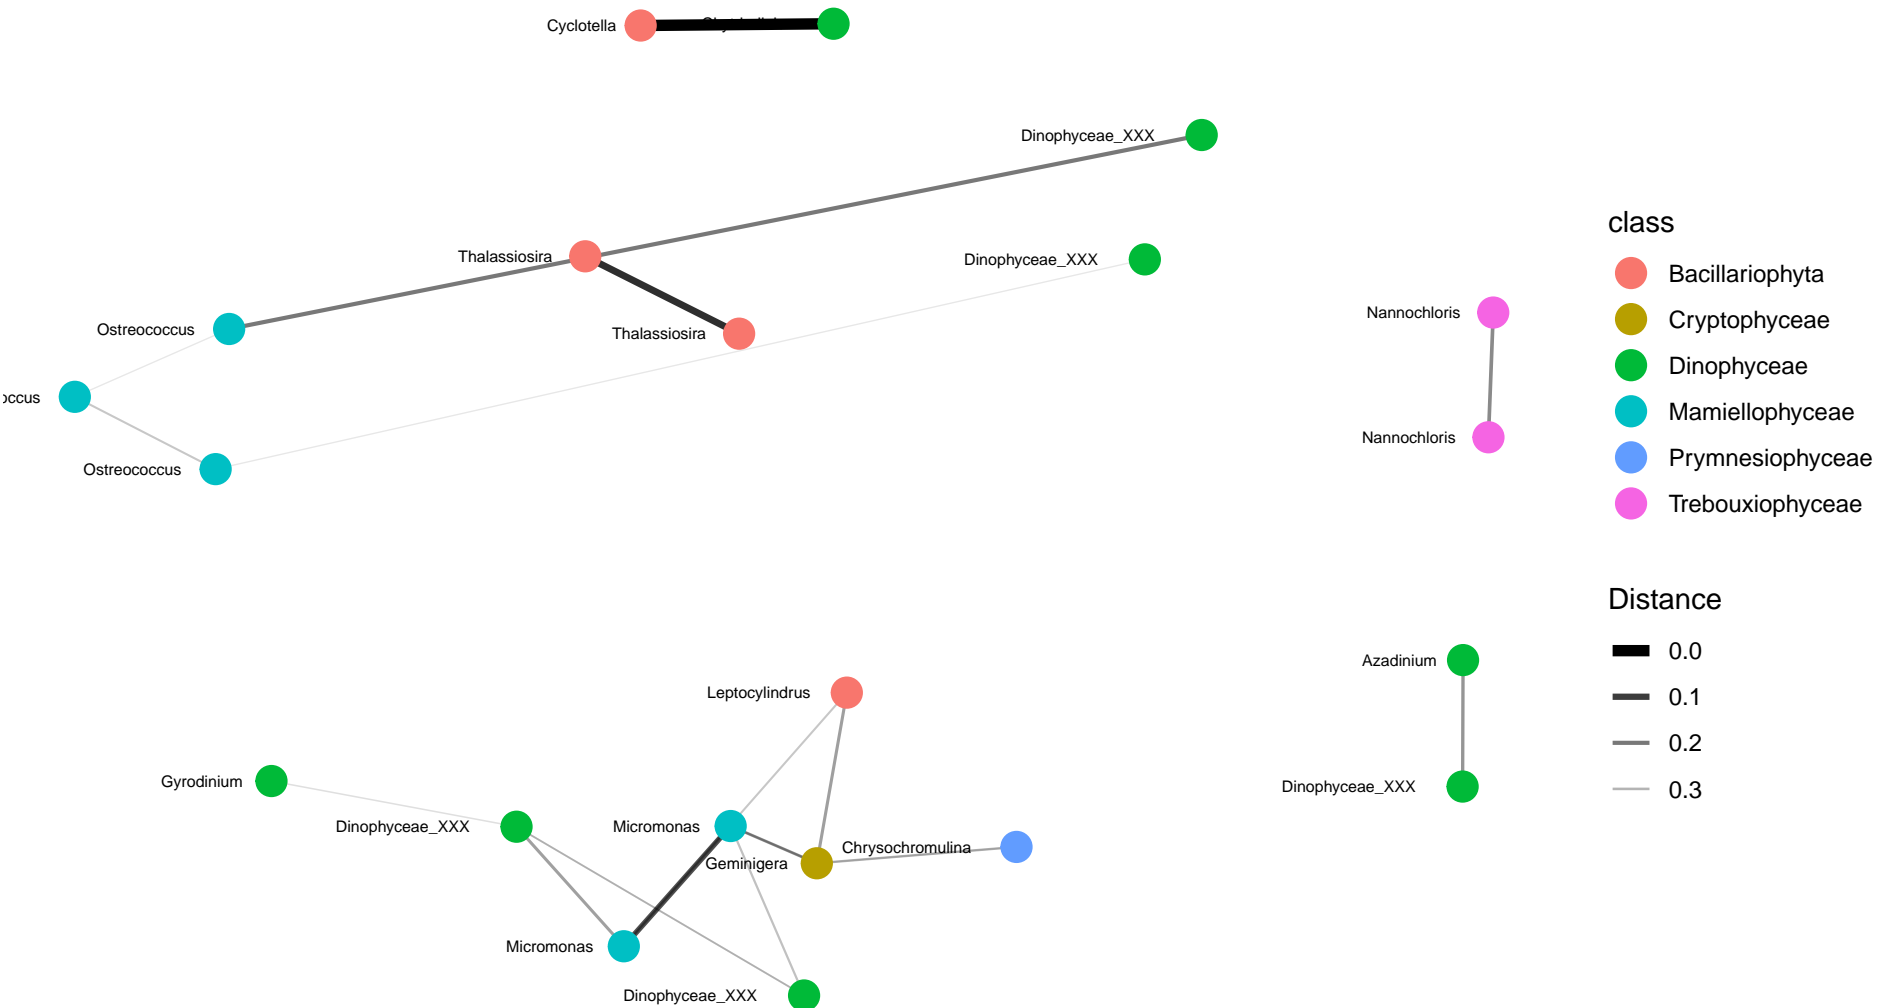 Cyclotella
Dinophyceae_XXX
Thalassiosira
Dinophyceae_XXX
Nannochloris
Ostreococcus
Thalassiosira
occus
Nannochloris
Ostreococcus
class
Bacillariophyta
Cryptophyceae
Dinophyceae
Mamiellophyceae
Prymnesiophyceae
Trebouxiophyceae
Distance
0.0
0.1
0.2
0.3
Azadinium
Leptocylindrus
Gyrodinium
Dinophyceae_XXX
Dinophyceae_XXX
Micromonas
Chrysochromulina
Geminigera
Micromonas
Dinophyceae_XXX